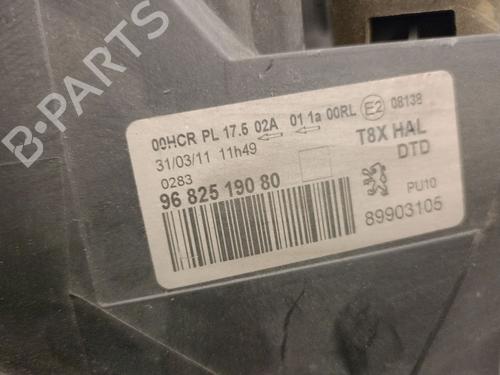 B-PARTS
00HCR PL 17.5 02A 01 1a 00RL E2 08138
31/03/11 11h49
T8X HAL
0283
DTD
96 825 190 80
PU10
89903105